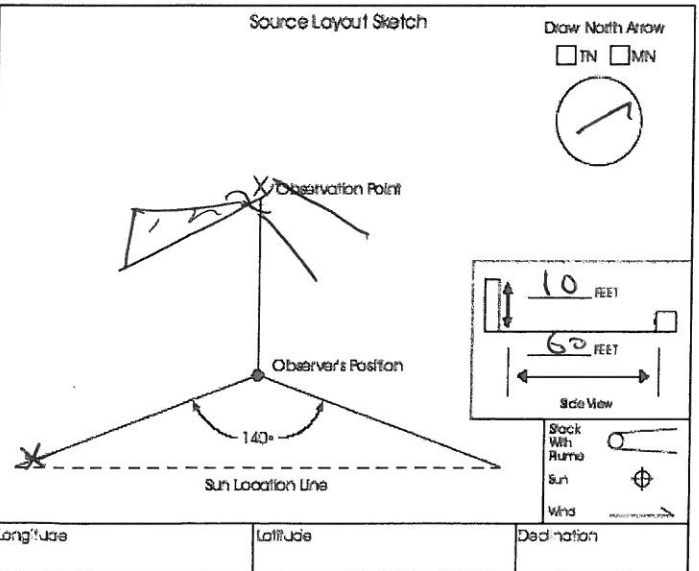 Source Layout Sketch
Draw North Arrow
TN MN
X Observation Point
10 FEET
60 FEET
Side View
Observer's Position
140°
Sun Location Line
Stack
With
Plume
Sun
Wind
Longitude Latitude Declination